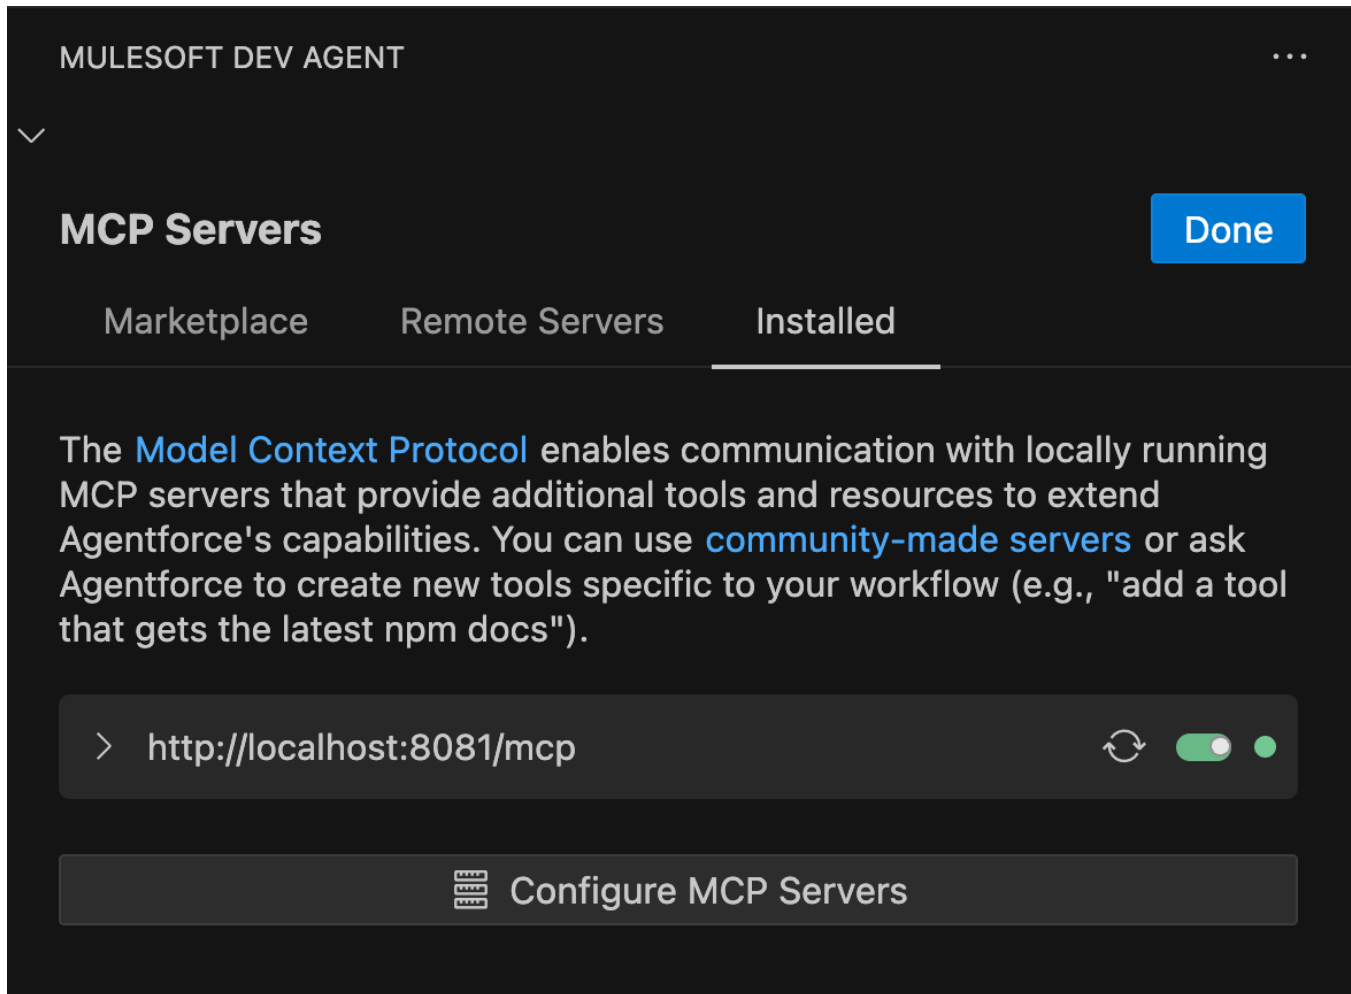 MULESOFT DEV AGENT
MCP Servers
Done
Marketplace
Remote Servers
Installed
The Model Context Protocol enables communication with locally running
MCP servers that provide additional tools and resources to extend
Agentforce's capabilities. You can use community-made servers or ask
Agentforce to create new tools specific to your workflow (e.g., "add a tool
that gets the latest npm docs").
http://localhost:8081/mcp
Configure MCP Servers